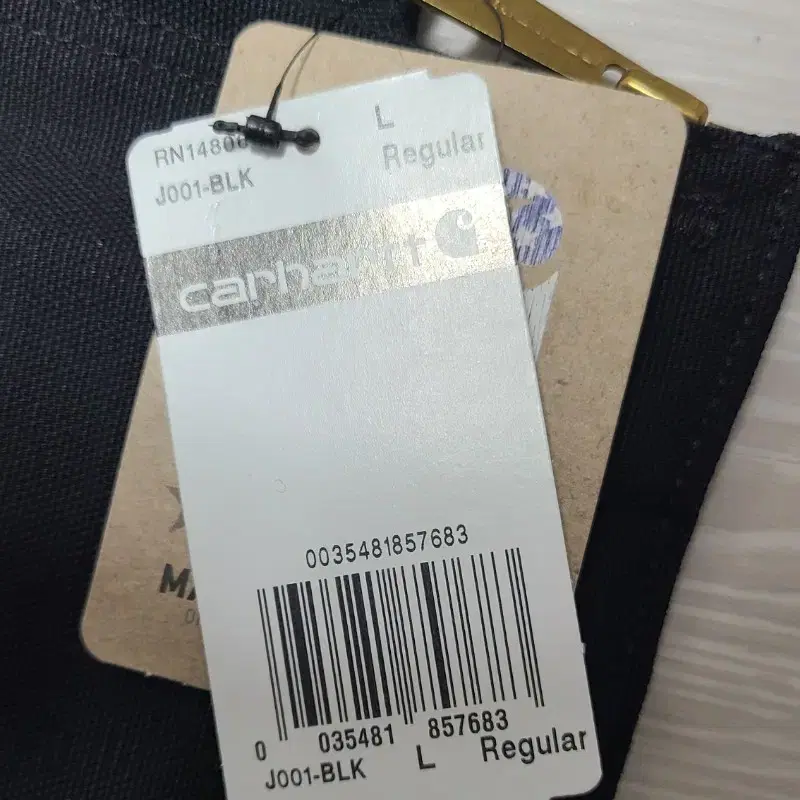 L
RN14806
Regular
J001-BLK
carhartt
0035481857683
0 035481 857683
J001-BLK L Regular